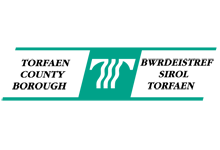 TORFAEN
COUNTY
BOROUGH
BWRDEISTREF
SIROL
TORFAEN